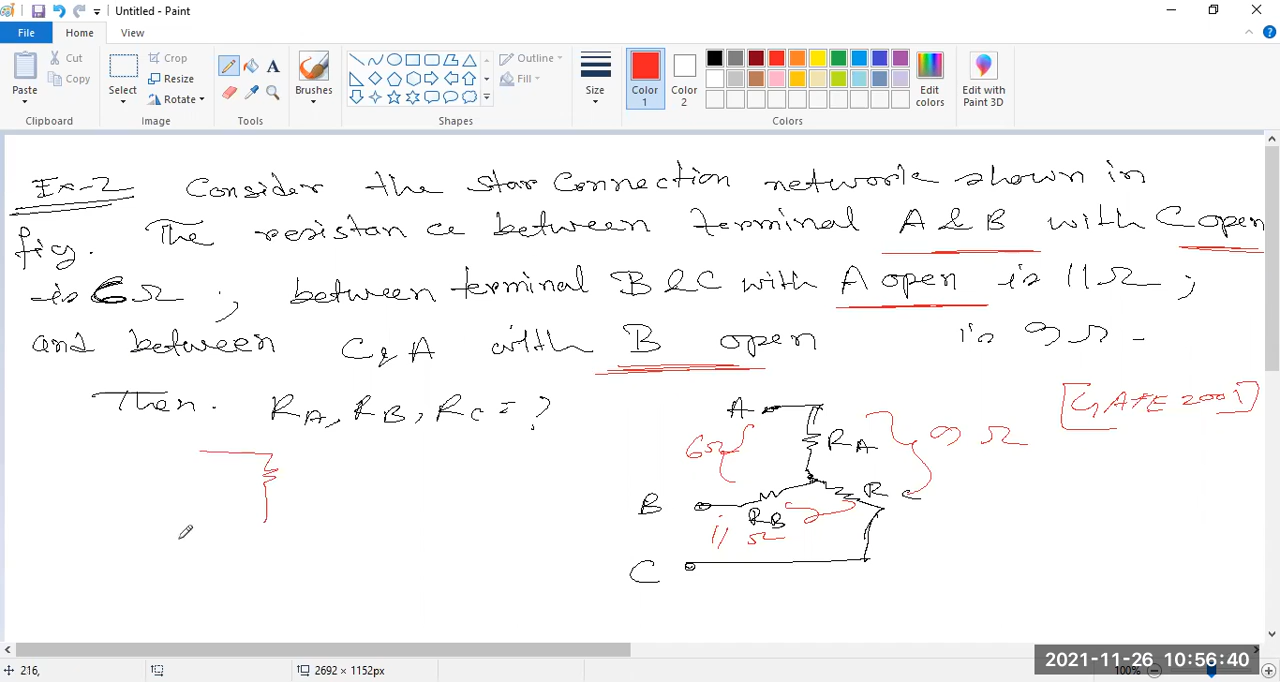 Untitled - Paint
File Home View
Paste Cut Copy Clipboard
Select Crop Resize Rotate Image
Tools
Brushes
Outline Fill Shapes
Size
Color 1 Color 2 Edit colors Colors
Edit with Paint 3D
Ex-2 Consider the star Connection network shown in
fig. The resistance between terminal A & B with C open
is 6Ω ; between terminal B & C with A open is 11Ω ;
and between C & A with B open is 9Ω -
Then. RA, RB, RC = ?
[GATE 2001]
A
6Ω RA 9Ω
B RB RC
11Ω
C
216,
2692 × 1152px
100%
2021-11-26 10:56:40